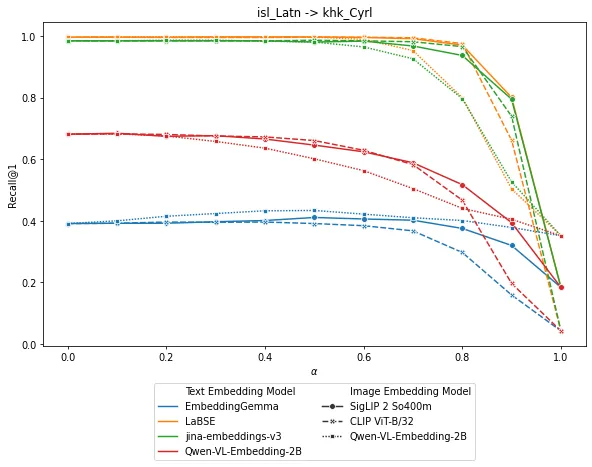 isl_Latn -> khk_Cyrl
1.0
0.8
0.6
0.4
0.2
0.0
Recall@1
0.0 0.2 0.4 0.6 0.8 1.0
α
Text Embedding Model Image Embedding Model
EmbeddingGemma SigLIP 2 So400m
LaBSE CLIP ViT-B/32
jina-embeddings-v3 Qwen-VL-Embedding-2B
Qwen-VL-Embedding-2B